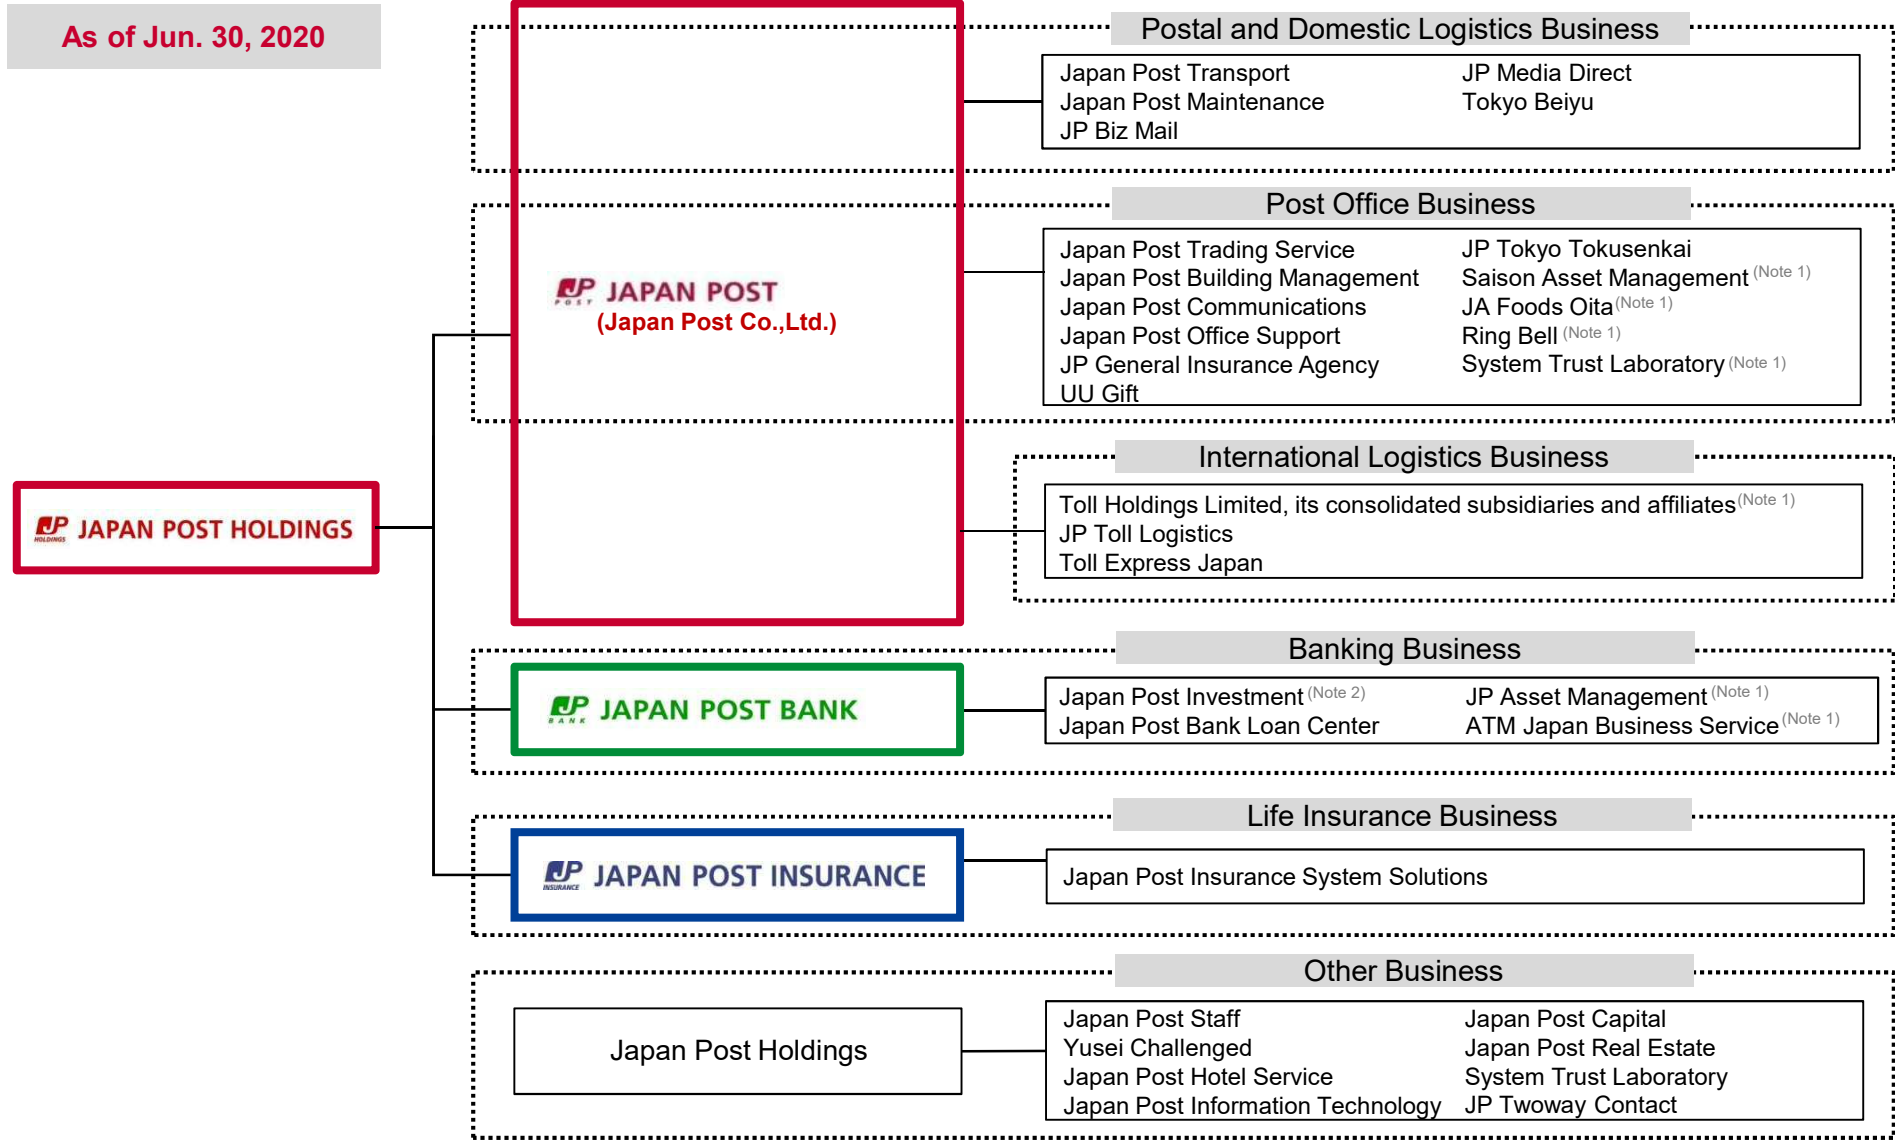 As of Jun. 30, 2020
Postal and Domestic Logistics Business
Japan Post Transport
Japan Post Maintenance
JP Biz Mail
JP Media Direct
Tokyo Beiyu
Post Office Business
JP POST JAPAN POST
(Japan Post Co.,Ltd.)
Japan Post Trading Service
Japan Post Building Management
Japan Post Communications
Japan Post Office Support
JP General Insurance Agency
UU Gift
JP Tokyo Tokusenkai
Saison Asset Management (Note 1)
JA Foods Oita (Note 1)
Ring Bell (Note 1)
System Trust Laboratory (Note 1)
International Logistics Business
Toll Holdings Limited, its consolidated subsidiaries and affiliates (Note 1)
JP Toll Logistics
Toll Express Japan
JP HOLDINGS JAPAN POST HOLDINGS
Banking Business
JP BANK JAPAN POST BANK
Japan Post Investment (Note 2)
Japan Post Bank Loan Center
JP Asset Management (Note 1)
ATM Japan Business Service (Note 1)
Life Insurance Business
JP INSURANCE JAPAN POST INSURANCE
Japan Post Insurance System Solutions
Other Business
Japan Post Holdings
Japan Post Staff
Yusei Challenged
Japan Post Hotel Service
Japan Post Information Technology
Japan Post Capital
Japan Post Real Estate
System Trust Laboratory
JP Twoway Contact